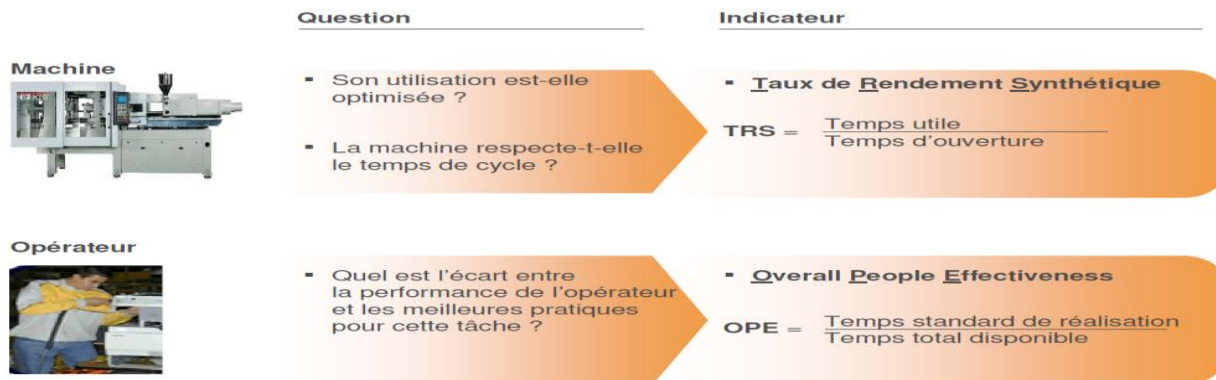 Question
Indicateur
Machine
▪ Son utilisation est-elle
optimisée ?
▪ La machine respecte-t-elle
le temps de cycle ?
▪ Taux de Rendement Synthétique
TRS = Temps utile
Temps d'ouverture
Opérateur
▪ Quel est l'écart entre
la performance de l'opérateur
et les meilleures pratiques
pour cette tâche ?
▪ Overall People Effectiveness
OPE = Temps standard de réalisation
Temps total disponible